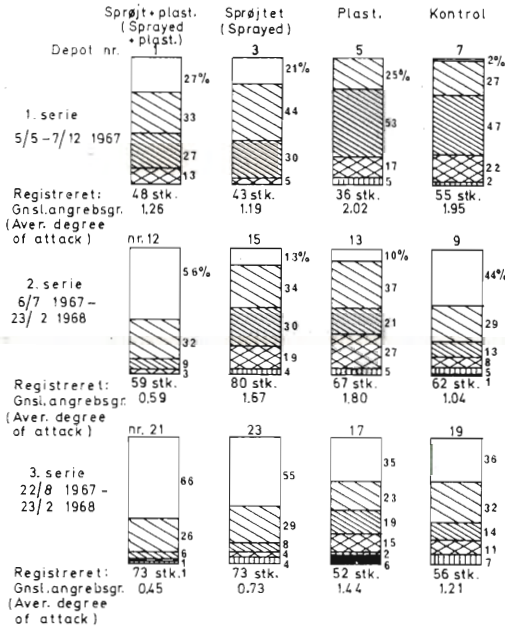 Sprøjt+plast. Sprøjtet Plast. Kontrol
(Sprayed + plast.) (Sprayed)
Depot nr. 1 3 5 7
1. serie
5/5-7/12 1967
27% 33 27 13
21% 44 30 5
25% 53 17 5
2% 27 47 22 2
Registreret: 48 stk. 43 stk. 36 stk. 55 stk.
Gnsl.angrebsgr. 1.26 1.19 2.02 1.95
(Aver. degree
of attack)
nr. 12 15 13 9
2. serie
6/7 1967-
23/2 1968
56% 32 9 3
13% 34 30 19 4
10% 37 21 27 5
44% 29 13 8 5 1
Registreret: 59 stk. 80 stk. 67 stk. 62 stk.
Gnsl.angrebsgr. 0,59 1.67 1.80 1.04
(Aver. degree
of attack)
nr. 21 23 17 19
3. serie
22/8 1967-
23/2 1968
66 26 6 1 1
55 29 8 4 4
35 23 19 15 2 6
36 32 14 11 7
Registreret: 73 stk. 73 stk. 52 stk. 56 stk.
Gnsl.angrebsgr. 0,45 0.73 1.44 1.21
(Aver. degree
of attack)